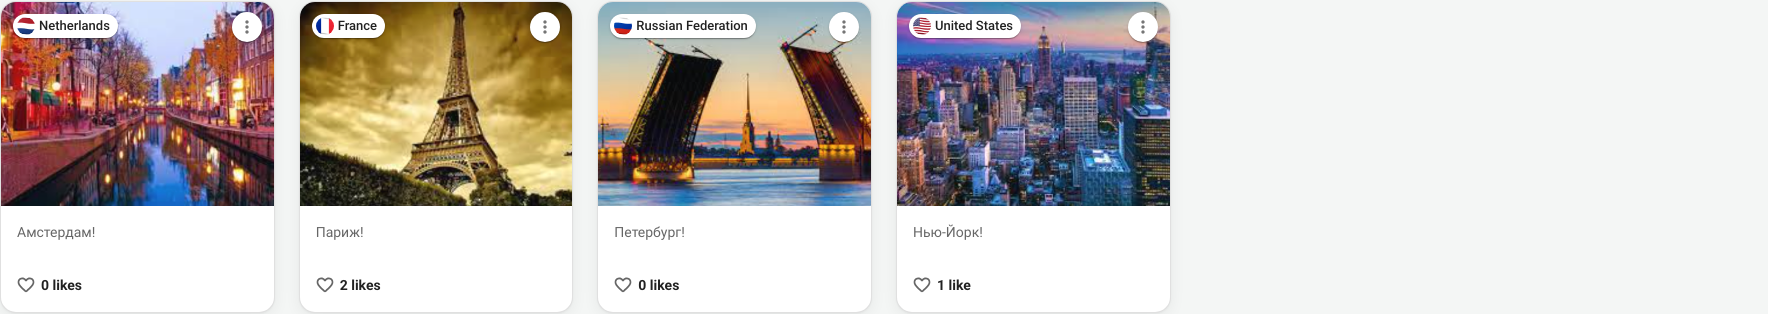 Netherlands
Амстердам!
0 likes
France
Париж!
2 likes
Russian Federation
Петербург!
0 likes
United States
Нью-Йорк!
1 like